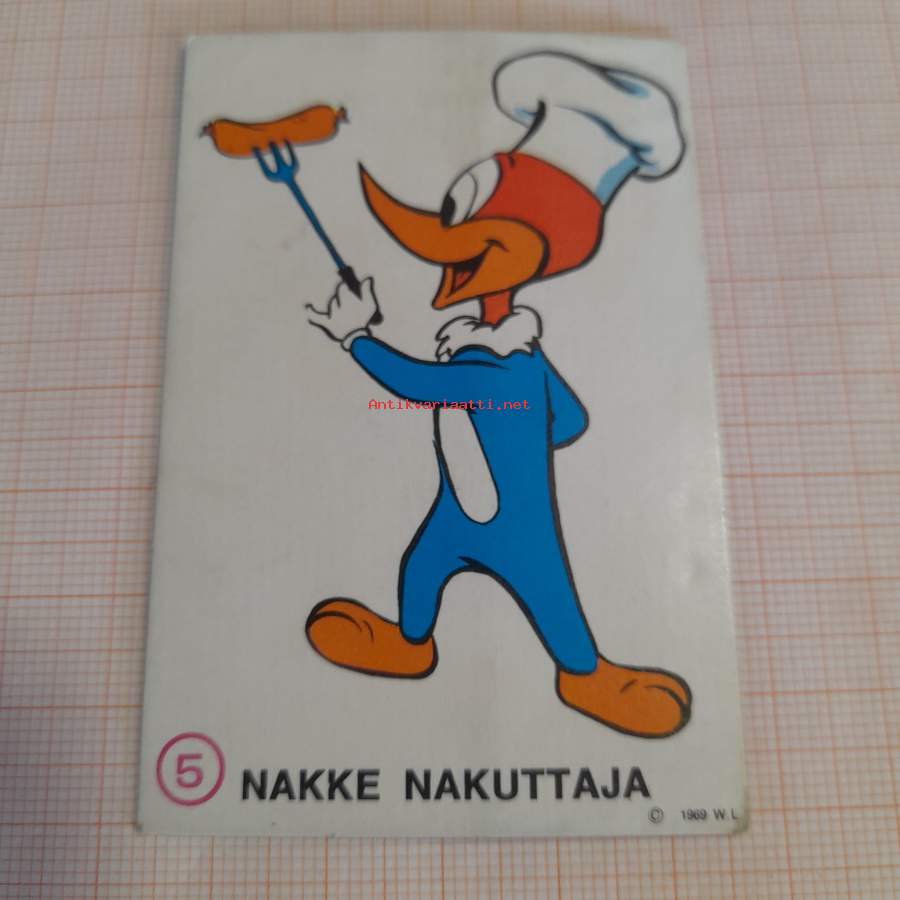 Antikvariaatti.net
5 NAKKE NAKUTTAJA
© 1969 W. L.